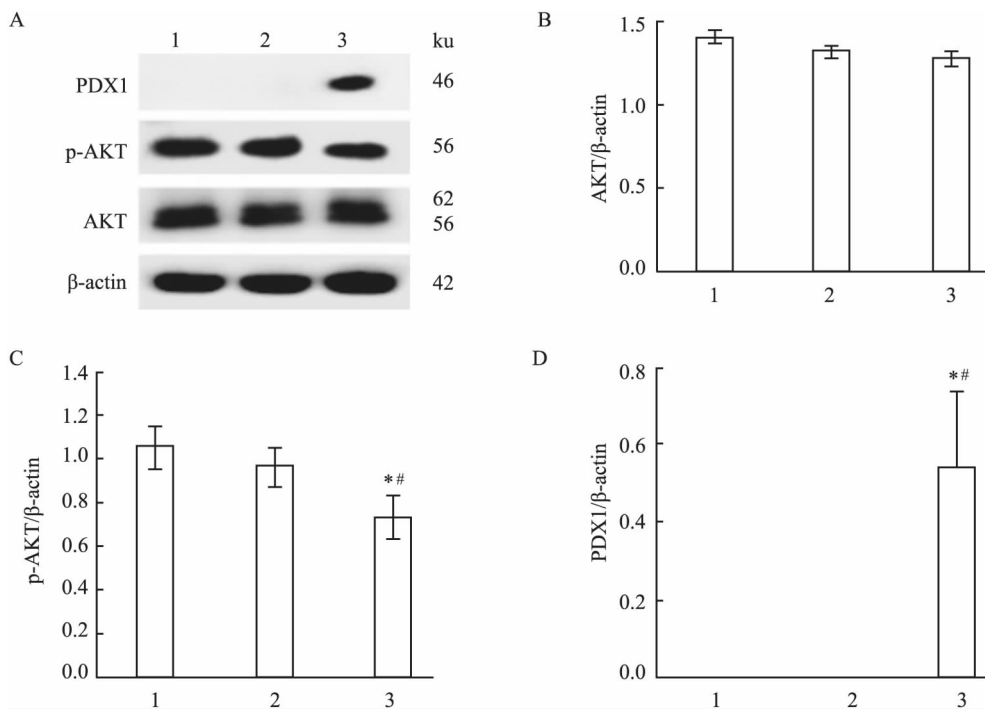 A
1 2 3 ku
PDX1 46
p-AKT 56
AKT 62
56
β-actin 42
B
AKT/β-actin
1.5
1.0
0.5
0.0
1 2 3
C
p-AKT/β-actin
1.4
1.2
1.0
0.8
0.6
0.4
0.2
0.0
*#
1 2 3
D
PDX1/β-actin
0.8
0.6
0.4
0.2
0.0
*#
1 2 3